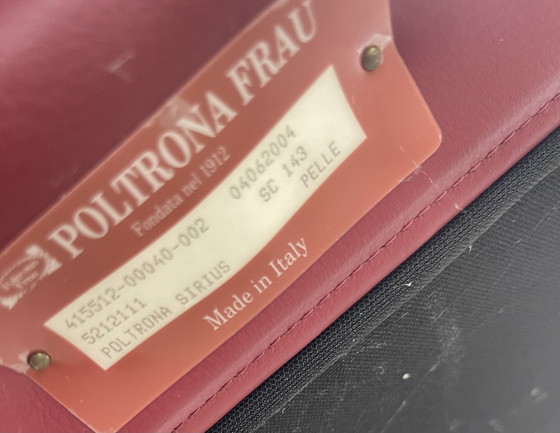 POLTRONA FRAU
Fondata nel 1912
415512-00040-002 04062004
5212111 SC 143
POLTRONA SIRIUS PELLE
Made in Italy